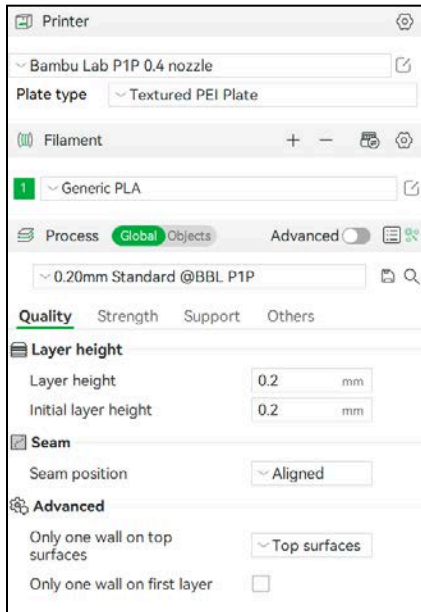 Printer
Bambu Lab P1P 0.4 nozzle
Plate type Textured PEI Plate
Filament
1 Generic PLA
Process Global Objects Advanced
0.20mm Standard @BBL P1P
Quality Strength Support Others
Layer height
Layer height 0.2 mm
Initial layer height 0.2 mm
Seam
Seam position Aligned
Advanced
Only one wall on top
surfaces Top surfaces
Only one wall on first layer